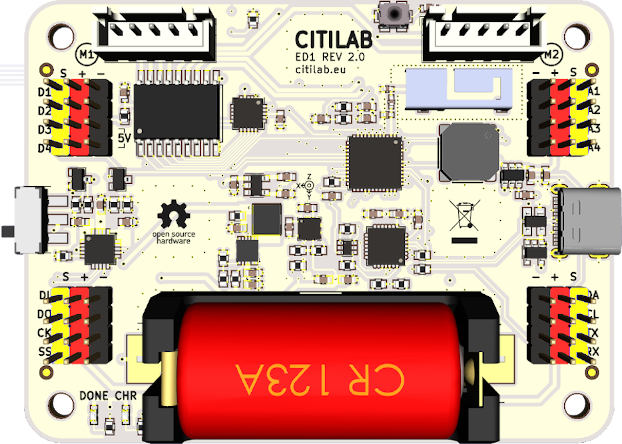 CITILAB
ED1 REV 2.0
citilab.eu
M1
M2
S + -
- + S
D1
D2
D3
D4
5V
A1
A2
A3
A4
X
Y
Z
open source
hardware
S + -
- + S
DI
DO
CK
SS
DA
CL
TX
RX
CR 123A
DONE CHR